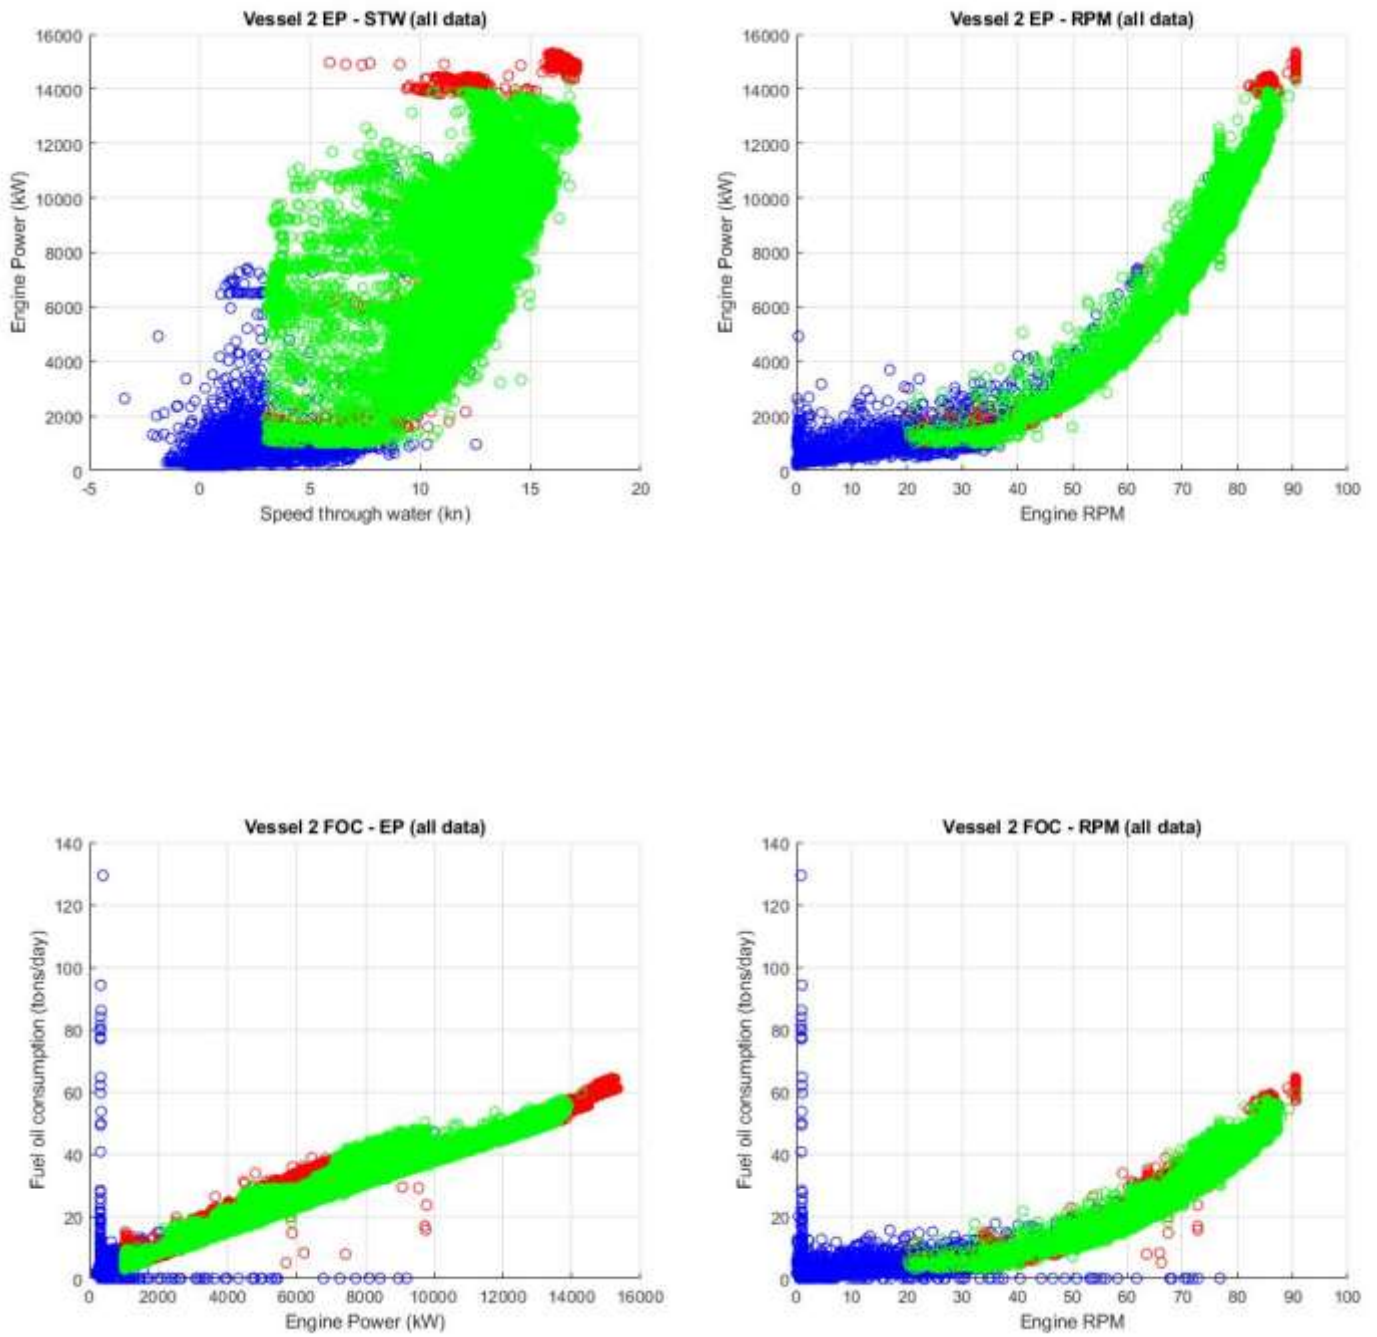 Vessel 2 EP - STW (all data)
16000
14000
12000
10000
8000
6000
4000
2000
0
Engine Power (kW)
-5 0 5 10 15 20
Speed through water (kn)
Vessel 2 EP - RPM (all data)
16000
14000
12000
10000
8000
6000
4000
2000
0
Engine Power (kW)
0 10 20 30 40 50 60 70 80 90 100
Engine RPM
Vessel 2 FOC - EP (all data)
140
120
100
80
60
40
20
0
Fuel oil consumption (tons/day)
0 2000 4000 6000 8000 10000 12000 14000 16000
Engine Power (kW)
Vessel 2 FOC - RPM (all data)
140
120
100
80
60
40
20
0
Fuel oil consumption (tons/day)
0 10 20 30 40 50 60 70 80 90 100
Engine RPM